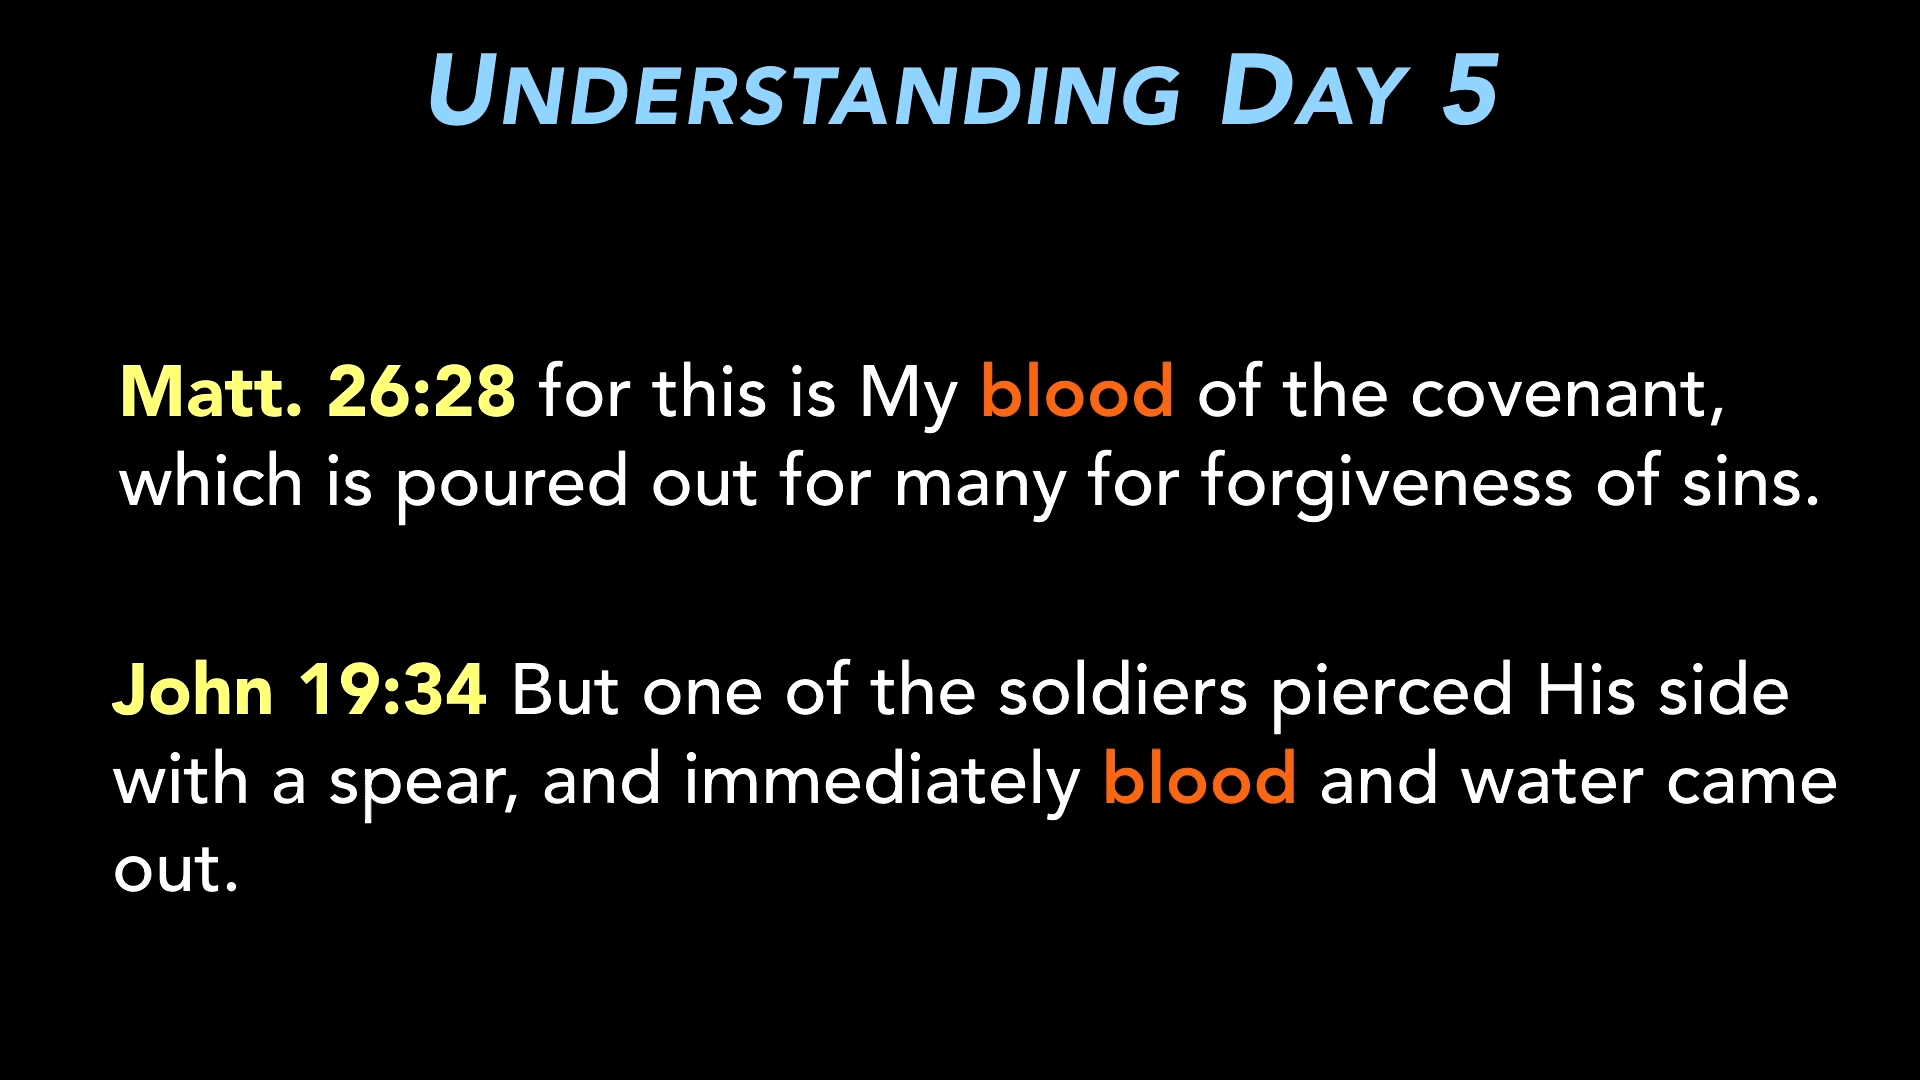 UNDERSTANDING DAY 5
Matt. 26:28 for this is My blood of the covenant,
which is poured out for many for forgiveness of sins.
John 19:34 But one of the soldiers pierced His side
with a spear, and immediately blood and water came
out.